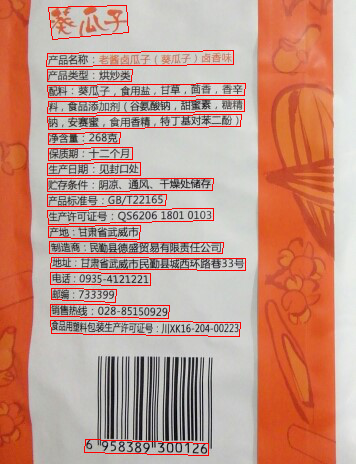 葵瓜子
产品名称：老酱卤瓜子（葵瓜子）卤香味
产品类型：烘炒类
配料：葵瓜子，食用盐，甘草，茴香，香辛
料，食品添加剂（谷氨酸钠，甜蜜素，糖精
钠，安赛蜜，食用香精，特丁基对苯二酚）
净含量：268克
保质期：十二个月
生产日期：见封口处
贮存条件：阴凉、通风、干燥处储存
产品标准号：GB/T22165
生产许可证号：QS6206 1801 0103
产地：甘肃省武威市
制造商：民勤县德盛贸易有限责任公司
地址：甘肃省武威市民勤县城西环路巷33号
电话：0935-4121221
邮编：733399
销售热线：028-85150929
食品用塑料包装生产许可证号：川XK16-204-00223
6 958389 300126